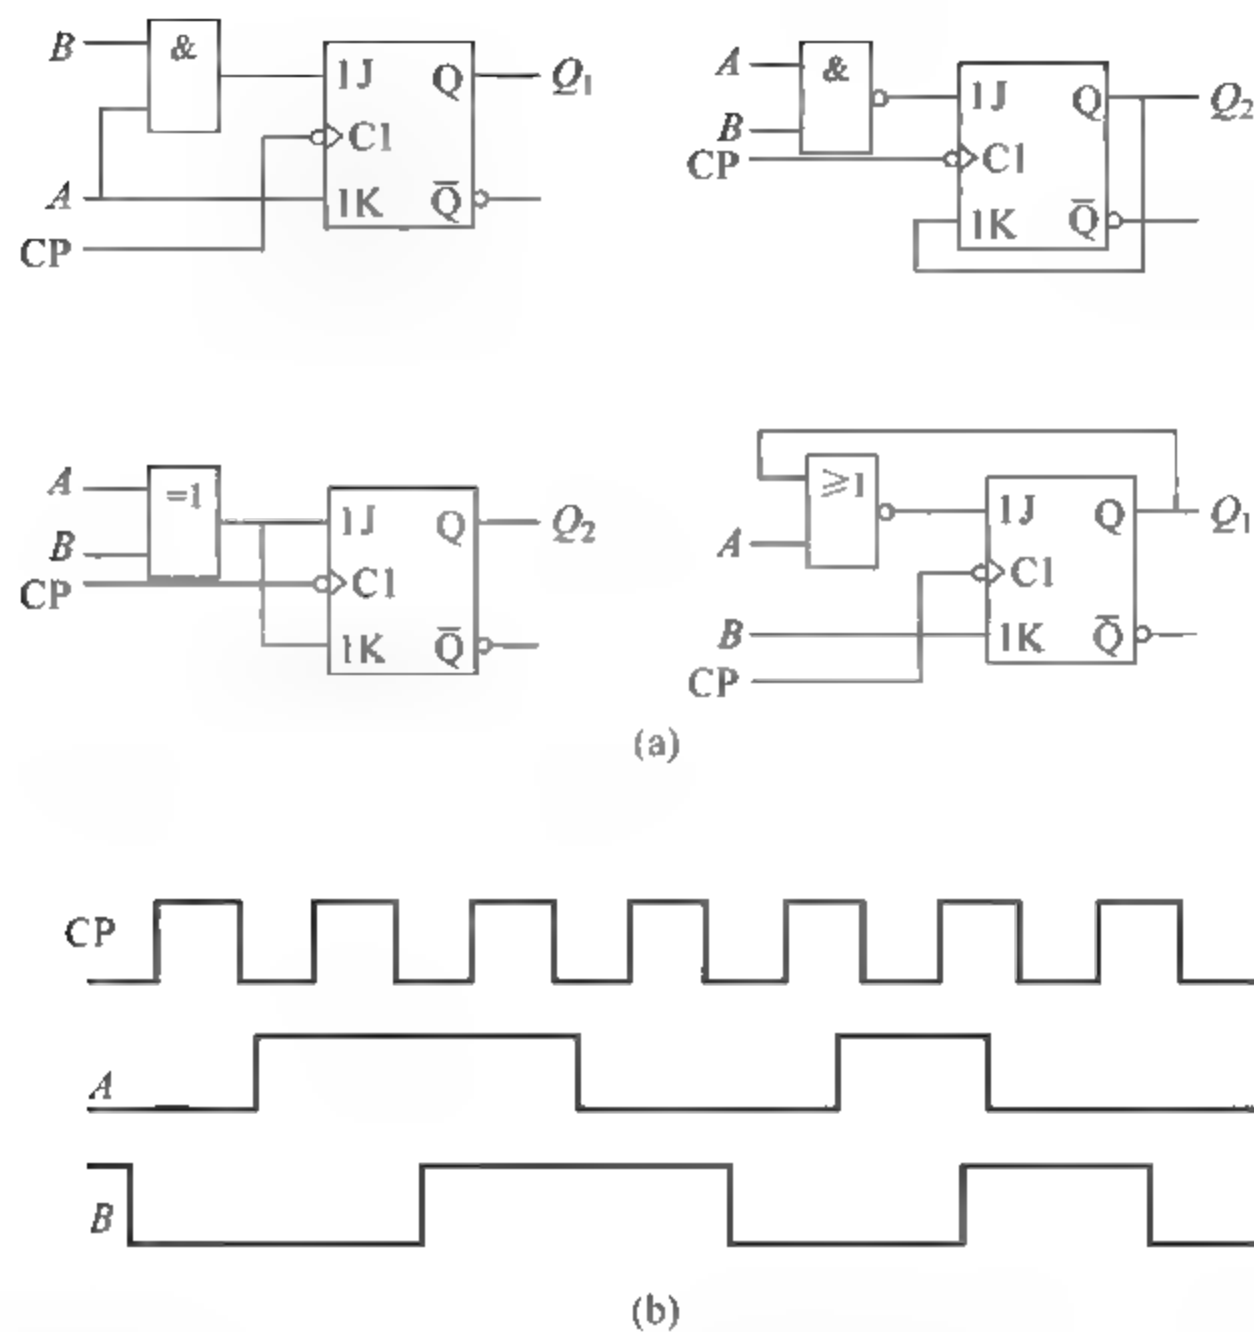 B & 1J Q Q1
C1
A 1K Q̅
CP
A & 1J Q Q2
B
CP C1
1K Q̅
A =1 1J Q Q2
B
CP C1
1K Q̅
≥1 1J Q Q1
A
C1
B 1K Q̅
CP
(a)
CP
A
B
(b)